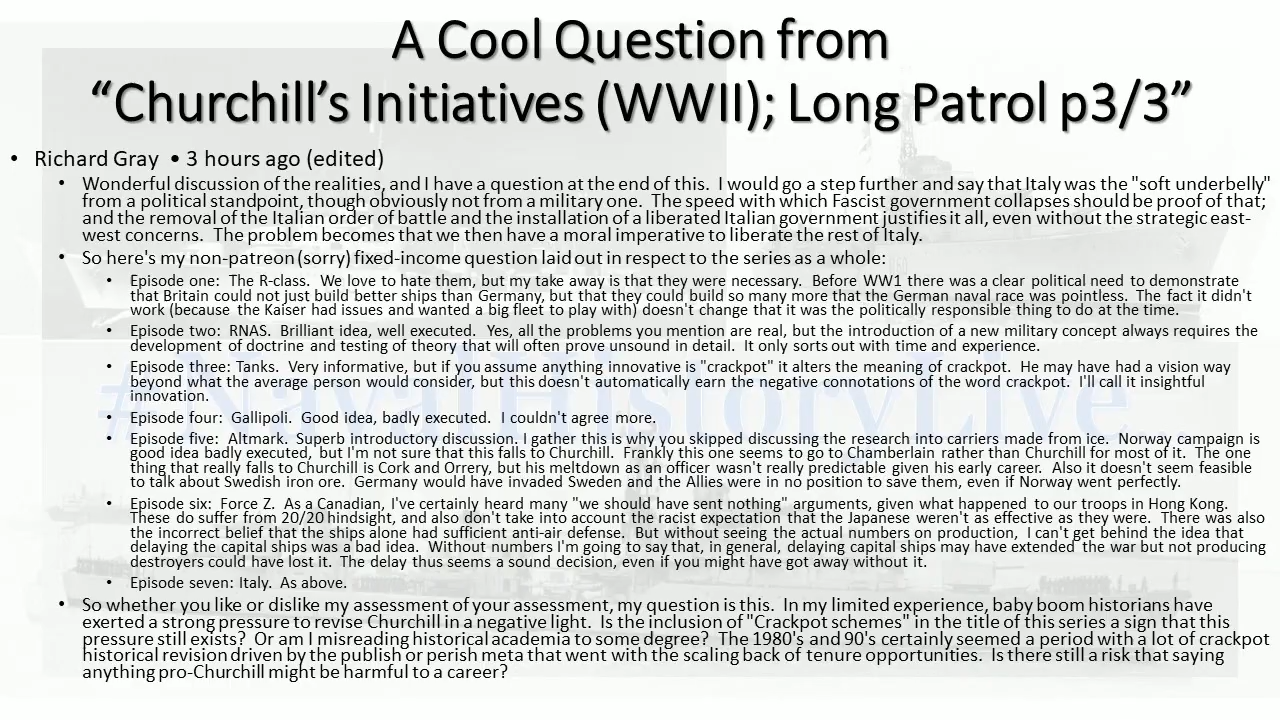 A Cool Question from
“Churchill’s Initiatives (WWII); Long Patrol p3/3”
• Richard Gray • 3 hours ago (edited)
• Wonderful discussion of the realities, and I have a question at the end of this. I would go a step further and say that Italy was the "soft underbelly"
from a political standpoint, though obviously not from a military one. The speed with which Fascist government collapses should be proof of that;
and the removal of the Italian order of battle and the installation of a liberated Italian government justifies it all, even without the strategic east-
west concerns. The problem becomes that we then have a moral imperative to liberate the rest of Italy.
• So here's my non-patreon (sorry) fixed-income question laid out in respect to the series as a whole:
• Episode one: The R-class. We love to hate them, but my take away is that they were necessary. Before WW1 there was a clear political need to demonstrate
that Britain could not just build better ships than Germany, but that they could build so many more that the German naval race was pointless. The fact it didn't
work (because the Kaiser had issues and wanted a big fleet to play with) doesn't change that it was the politically responsible thing to do at the time.
• Episode two: RNAS. Brilliant idea, well executed. Yes, all the problems you mention are real, but the introduction of a new military concept always requires the
development of doctrine and testing of theory that will often prove unsound in detail. It only sorts out with time and experience.
• Episode three: Tanks. Very informative, but if you assume anything innovative is "crackpot" it alters the meaning of crackpot. He may have had a vision way
beyond what the average person would consider, but this doesn't automatically earn the negative connotations of the word crackpot. I'll call it insightful
innovation.
• Episode four: Gallipoli. Good idea, badly executed. I couldn't agree more.
• Episode five: Altmark. Superb introductory discussion. I gather this is why you skipped discussing the research into carriers made from ice. Norway campaign is
good idea badly executed, but I'm not sure that this falls to Churchill. Frankly this one seems to go to Chamberlain rather than Churchill for most of it. The one
thing that really falls to Churchill is Cork and Orrery, but his meltdown as an officer wasn't really predictable given his early career. Also it doesn't seem feasible
to talk about Swedish iron ore. Germany would have invaded Sweden and the Allies were in no position to save them, even if Norway went perfectly.
• Episode six: Force Z. As a Canadian, I've certainly heard many "we should have sent nothing" arguments, given what happened to our troops in Hong Kong.
These do suffer from 20/20 hindsight, and also don't take into account the racist expectation that the Japanese weren't as effective as they were. There was also
the incorrect belief that the ships alone had sufficient anti-air defense. But without seeing the actual numbers on production, I can't get behind the idea that
delaying the capital ships was a bad idea. Without numbers I'm going to say that, in general, delaying capital ships may have extended the war but not producing
destroyers could have lost it. The delay thus seems a sound decision, even if you might have got away without it.
• Episode seven: Italy. As above.
• So whether you like or dislike my assessment of your assessment, my question is this. In my limited experience, baby boom historians have
exerted a strong pressure to revise Churchill in a negative light. Is the inclusion of "Crackpot schemes" in the title of this series a sign that this
pressure still exists? Or am I misreading historical academia to some degree? The 1980's and 90's certainly seemed a period with a lot of crackpot
historical revision driven by the publish or perish meta that went with the scaling back of tenure opportunities. Is there still a risk that saying
anything pro-Churchill might be harmful to a career?
#NavalHistoryLive...